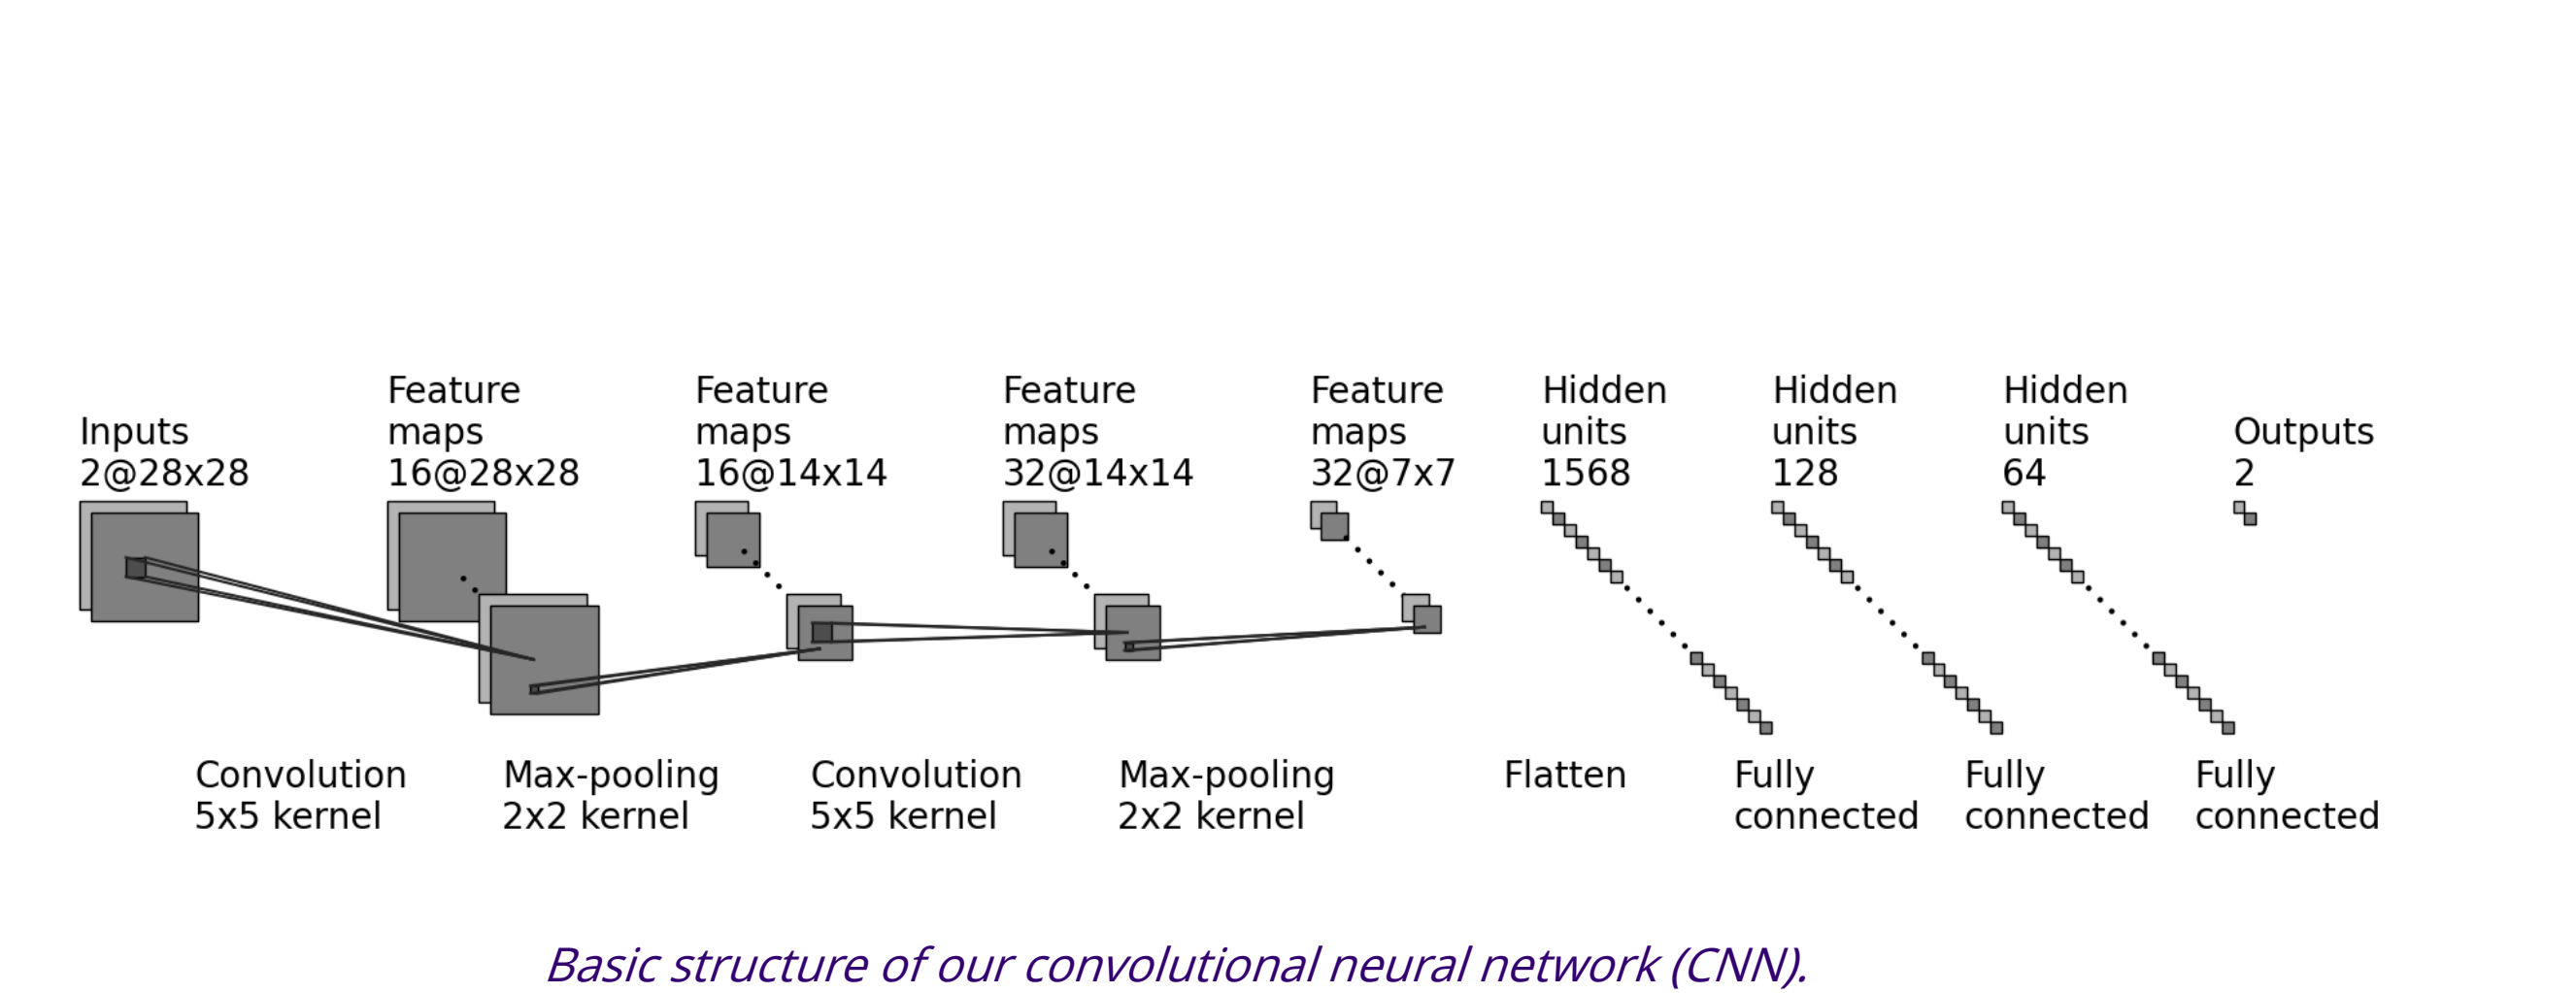 Inputs
2@28x28
Feature
maps
16@28x28
Feature
maps
16@14x14
Feature
maps
32@14x14
Feature
maps
32@7x7
Hidden
units
1568
Hidden
units
128
Hidden
units
64
Outputs
2
Convolution
5x5 kernel
Max-pooling
2x2 kernel
Convolution
5x5 kernel
Max-pooling
2x2 kernel
Flatten
Fully
connected
Fully
connected
Fully
connected
Basic structure of our convolutional neural network (CNN).